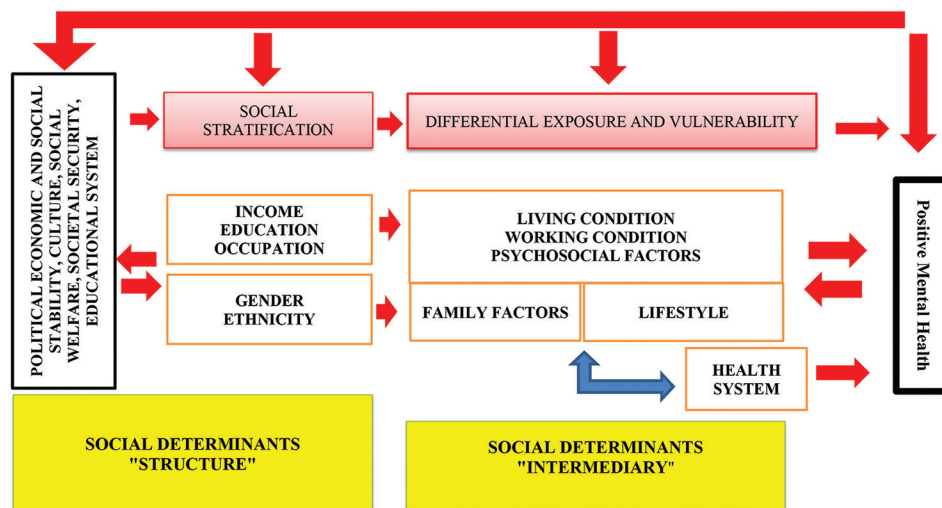 POLITICAL ECONOMIC AND SOCIAL
STABILITY, CULTURE, SOCIAL
WELFARE, SOCIETAL SECURITY,
EDUCATIONAL SYSTEM
SOCIAL
STRATIFICATION
DIFFERENTIAL EXPOSURE AND VULNERABILITY
INCOME
EDUCATION
OCCUPATION
LIVING CONDITION
WORKING CONDITION
PSYCHOSOCIAL FACTORS
GENDER
ETHNICITY
FAMILY FACTORS
LIFESTYLE
HEALTH
SYSTEM
Positive Mental Health
SOCIAL DETERMINANTS
"STRUCTURE"
SOCIAL DETERMINANTS
"INTERMEDIARY"